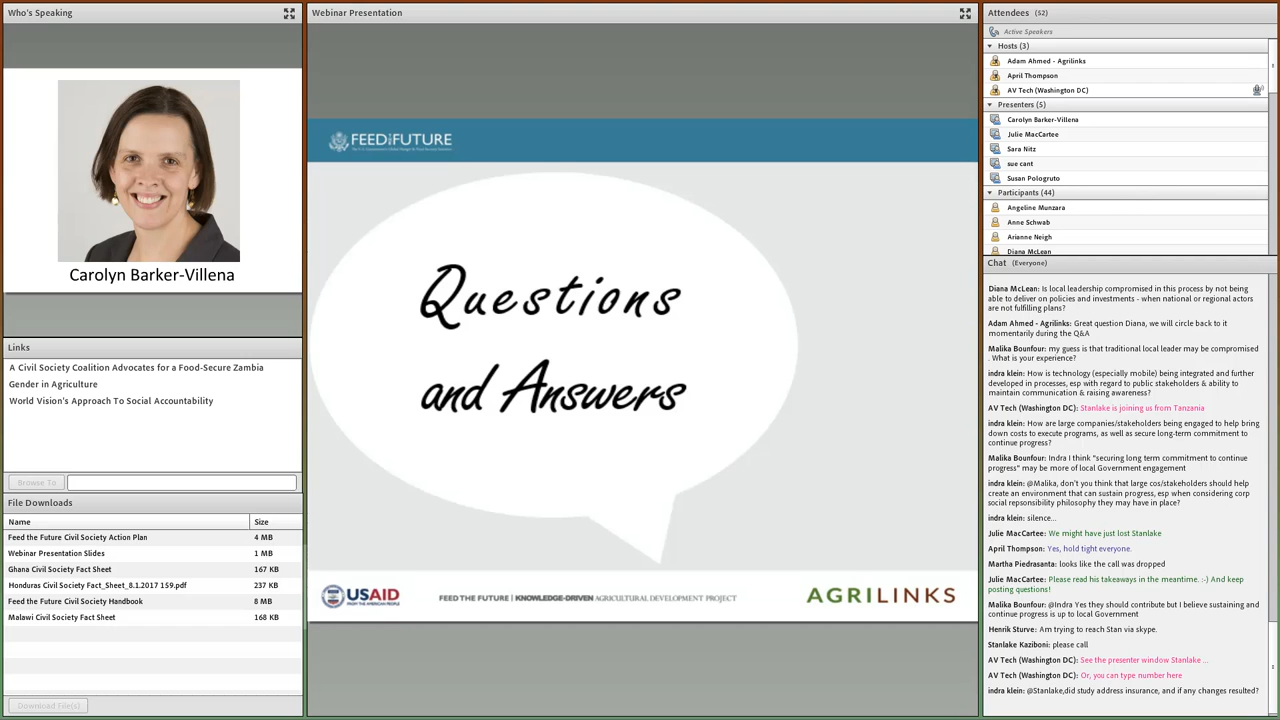 Who's Speaking
Carolyn Barker-Villena
Links
A Civil Society Coalition Advocates for a Food-Secure Zambia
Gender in Agriculture
World Vision's Approach To Social Accountability
Browse To
File Downloads
Name Size
Feed the Future Civil Society Action Plan 4 MB
Webinar Presentation Slides 1 MB
Ghana Civil Society Fact Sheet 167 KB
Honduras Civil Society Fact_Sheet_8.1.2017 159.pdf 237 KB
Feed the Future Civil Society Handbook 8 MB
Malawi Civil Society Fact Sheet 168 KB
Download File(s)
Webinar Presentation
FEED THE FUTURE
Questions
and Answers
USAID
FROM THE AMERICAN PEOPLE
FEED THE FUTURE | KNOWLEDGE-DRIVEN AGRICULTURAL DEVELOPMENT PROJECT
AGRILINKS
Attendees (52)
Active Speakers
Hosts (3)
Adam Ahmed - Agrilinks
April Thompson
AV Tech (Washington DC)
Presenters (5)
Carolyn Barker-Villena
Julie MacCartee
Sara Nitz
sue cant
Susan Pologruto
Participants (44)
Angeline Munzara
Anne Schwab
Arianne Neigh
Diana McLean
Chat (Everyone)
Diana McLean: Is local leadership compromised in this process by not being
able to deliver on policies and investments - when national or regional actors
are not fulfilling plans?
Adam Ahmed - Agrilinks: Great question Diana, we will circle back to it
momentarily during the Q&A
Malika Bounfour: my guess is that traditional local leader may be compromised
. What is your experience?
indra klein: How is technology (especially mobile) being integrated and further
developed in processes, esp with regard to public stakeholders & ability to
maintain communication & raising awareness?
AV Tech (Washington DC): Stanlake is joining us from Tanzania
indra klein: How are large companies/stakeholders being engaged to help bring
down costs to execute programs, as well as secure long-term commitment to
continue progress?
Malika Bounfour: Indra I think "securing long term commitment to continue
progress" may be more of local Government engagement
indra klein: @Malika, don't you think that large cos/stakeholders should help
create an environment that can sustain progress, esp when considering corp
social repsonsibility philosophy they may have in place?
indra klein: silence...
Julie MacCartee: We might have just lost Stanlake
April Thompson: Yes, hold tight everyone.
Martha Piedrasanta: looks like the call was dropped
Julie MacCartee: Please read his takeaways in the meantime. :-) And keep
posting questions!
Malika Bounfour: @Indra Yes they should contribute but I believe sustaining and
continue progress is up to local Government
Henrik Sturve: Am trying to reach Stan via skype.
Stanlake Kaziboni: please call
AV Tech (Washington DC): See the presenter window Stanlake ...
AV Tech (Washington DC): Or, you can type number here
indra klein: @Stanlake,did study address insurance, and if any changes resulted?